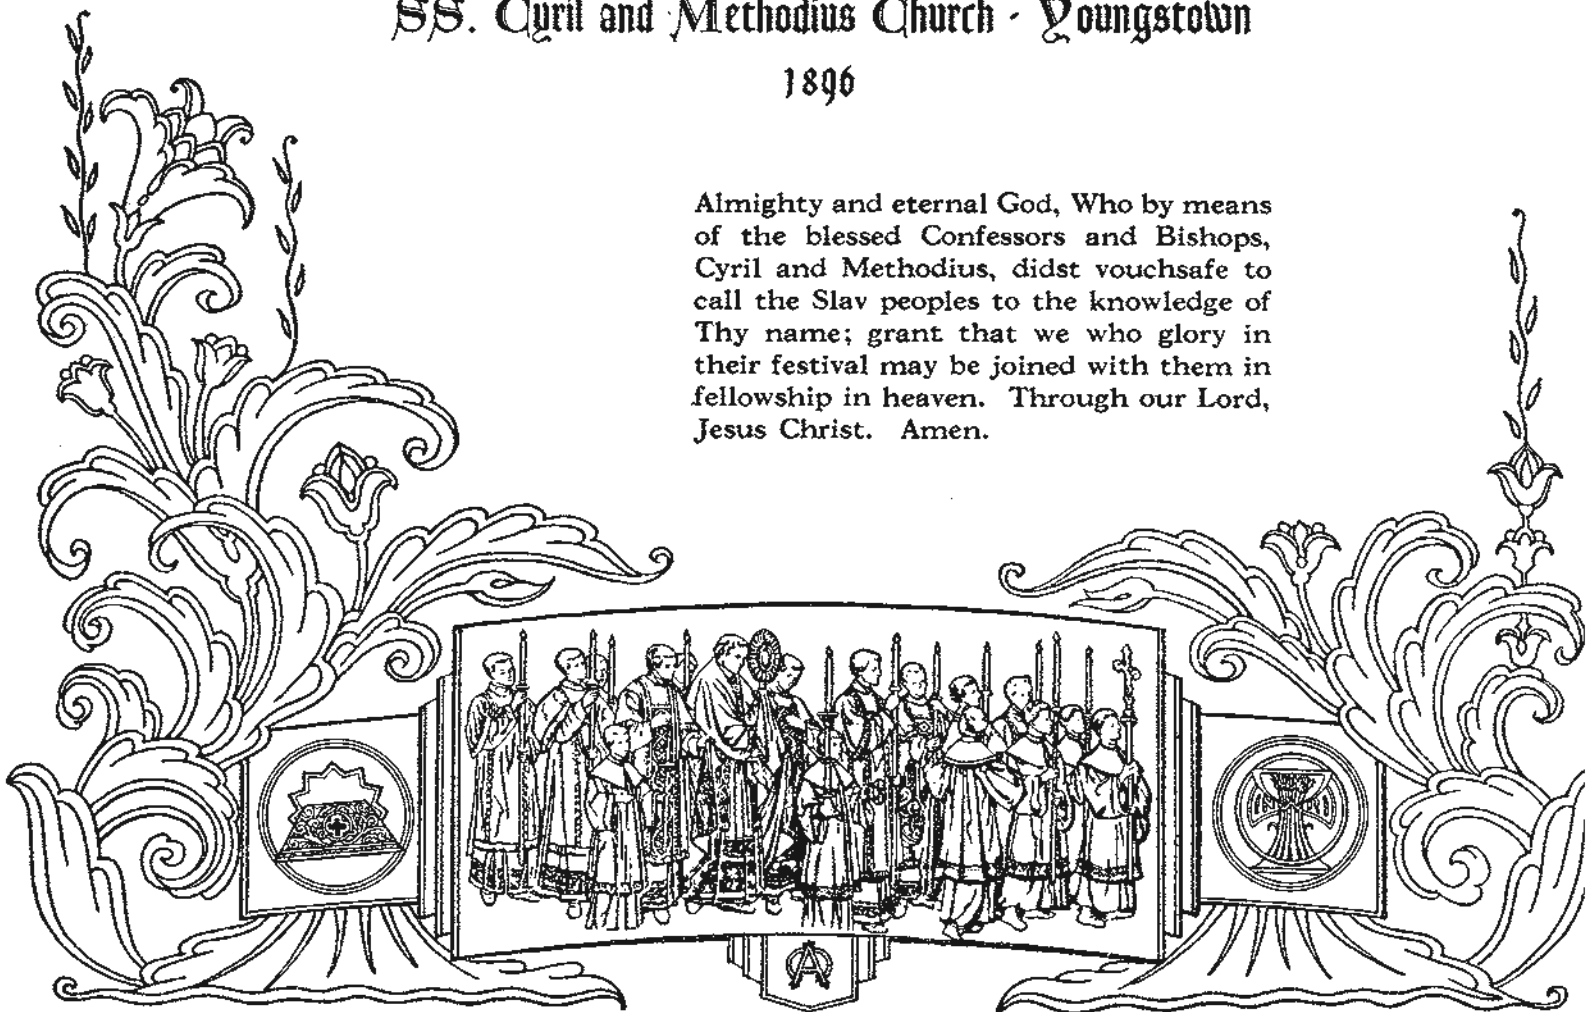 SS. Cyril and Methodius Church - Youngstown
1896
Almighty and eternal God, Who by means
of the blessed Confessors and Bishops,
Cyril and Methodius, didst vouchsafe to
call the Slav peoples to the knowledge of
Thy name; grant that we who glory in
their festival may be joined with them in
fellowship in heaven. Through our Lord,
Jesus Christ. Amen.